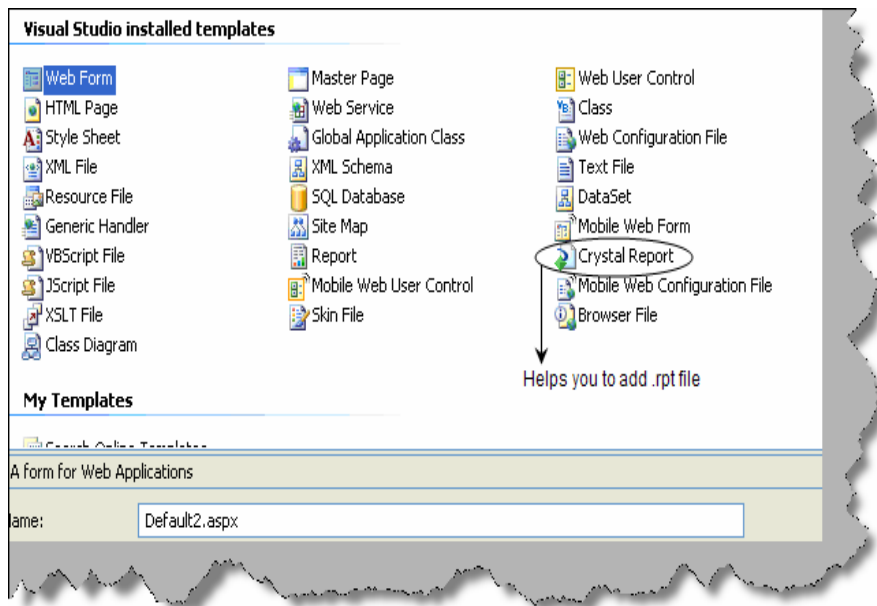 Visual Studio installed templates
Web Form
Master Page
Web User Control
HTML Page
Web Service
Class
Style Sheet
Global Application Class
Web Configuration File
XML File
XML Schema
Text File
Resource File
SQL Database
DataSet
Generic Handler
Site Map
Mobile Web Form
VBScript File
Report
Crystal Report
JScript File
Mobile Web User Control
Mobile Web Configuration File
XSLT File
Skin File
Browser File
Class Diagram
Helps you to add .rpt file
My Templates
Search Online Templates
A form for Web Applications
lame:
Default2.aspx